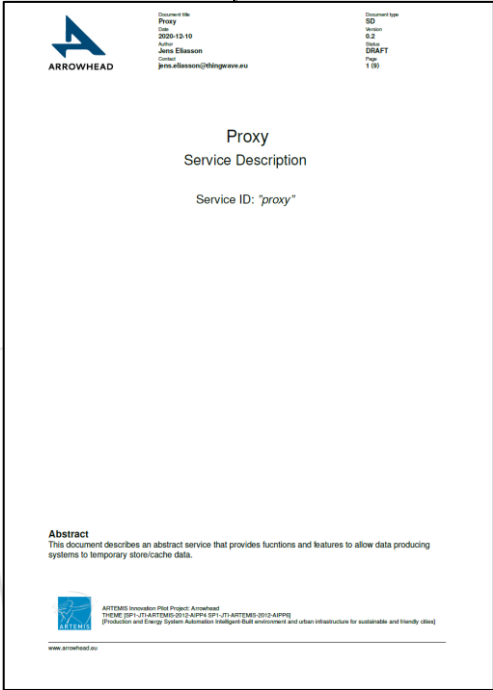 ARROWHEAD
Document title
Proxy
Date
2020-12-10
Author
Jens Eliasson
Contact
jens.eliasson@thingwave.eu
Document type
SD
Version
0.2
Status
DRAFT
Page
1 (9)
Proxy
Service Description
Service ID: "proxy"
Abstract
This document describes an abstract service that provides fucntions and features to allow data producing
systems to temporary store/cache data.
ARTEMIS
ARTEMIS Innovation Pilot Project: Arrowhead
THEME [SP1-JTI-ARTEMIS-2012-AIPP4 SP1-JTI-ARTEMIS-2012-AIPP6]
[Production and Energy System Automation Intelligent-Built environment and urban infrastructure for sustainable and friendly cities]
www.arrowhead.eu